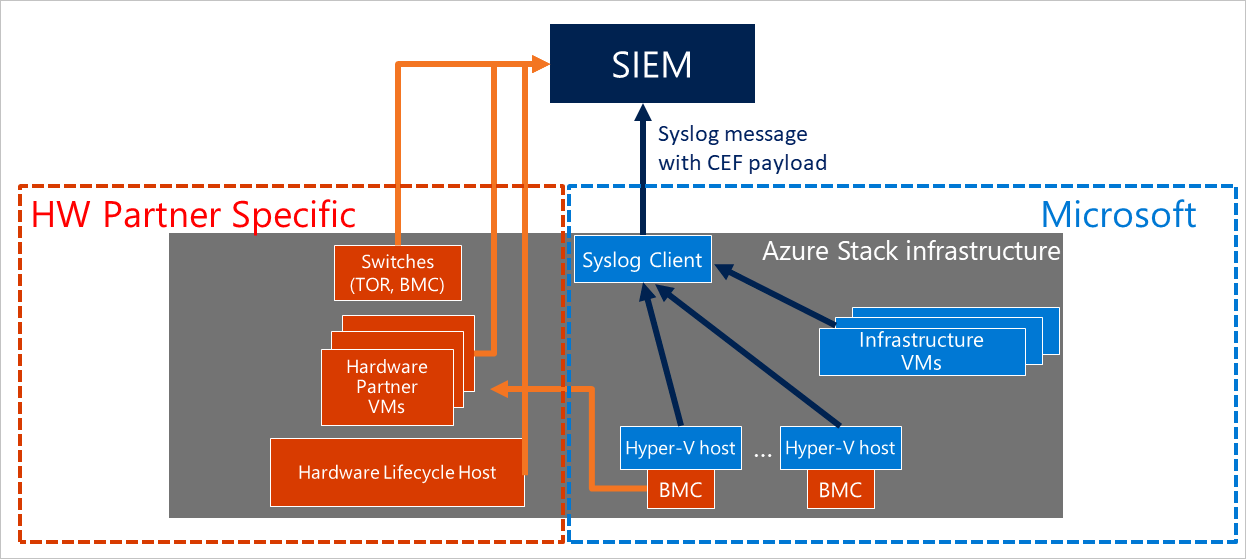 SIEM
Syslog message
with CEF payload
HW Partner Specific
Microsoft
Azure Stack infrastructure
Switches
(TOR, BMC)
Syslog Client
Infrastructure
VMs
Hardware
Partner
VMs
Hyper-V host
...
Hyper-V host
Hardware Lifecycle Host
BMC
BMC